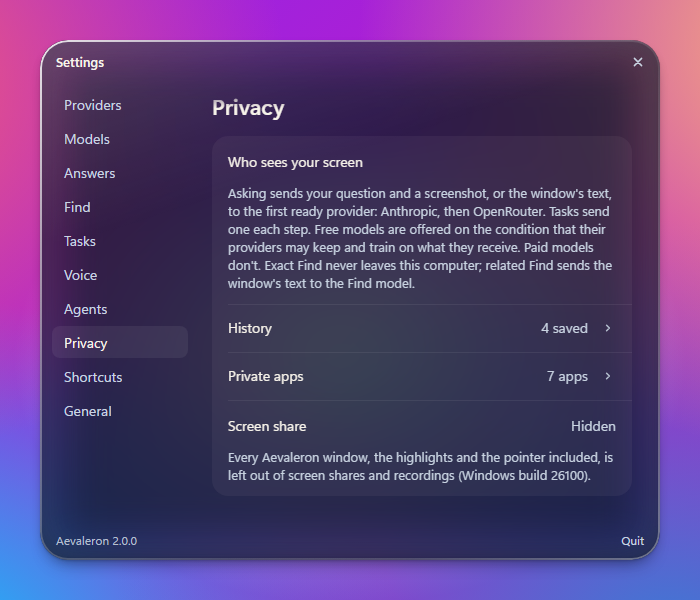 Settings
Providers
Models
Answers
Find
Tasks
Voice
Agents
Privacy
Shortcuts
General
Privacy
Who sees your screen
Asking sends your question and a screenshot, or the window's text,
to the first ready provider: Anthropic, then OpenRouter. Tasks send
one each step. Free models are offered on the condition that their
providers may keep and train on what they receive. Paid models
don't. Exact Find never leaves this computer; related Find sends the
window's text to the Find model.
History 4 saved
Private apps 7 apps
Screen share Hidden
Every Aevaleron window, the highlights and the pointer included, is
left out of screen shares and recordings (Windows build 26100).
Aevaleron 2.0.0 Quit